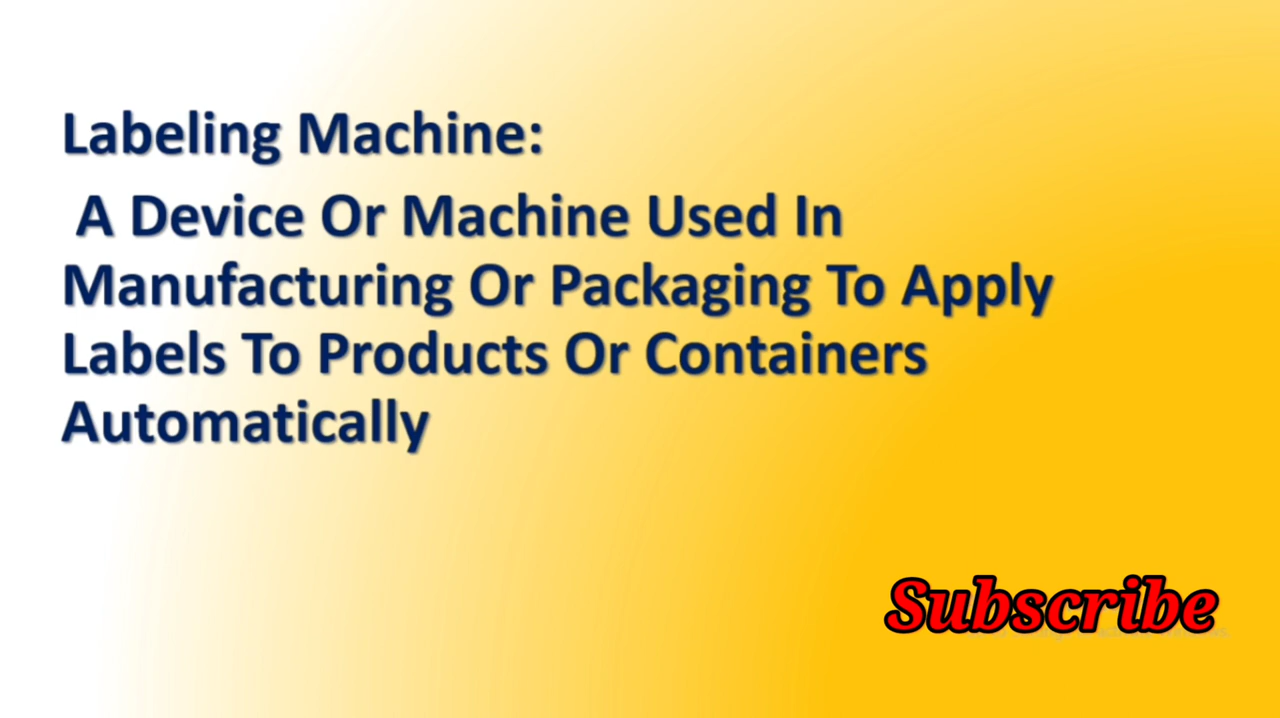 Labeling Machine:
A Device Or Machine Used In
Manufacturing Or Packaging To Apply
Labels To Products Or Containers
Automatically
Subscribe